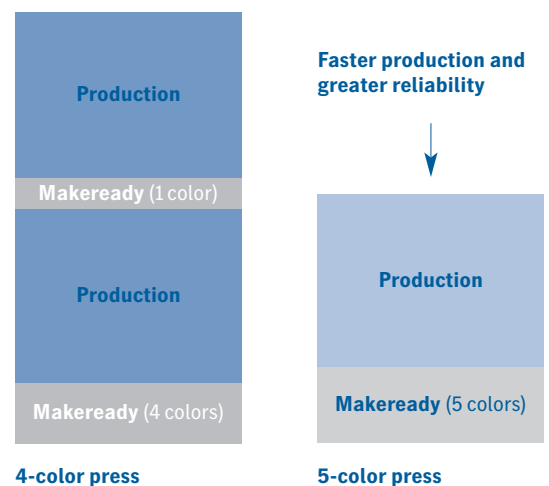 Production
Makeready (1 color)
Production
Makeready (4 colors)
4-color press
Faster production and
greater reliability
Production
Makeready (5 colors)
5-color press